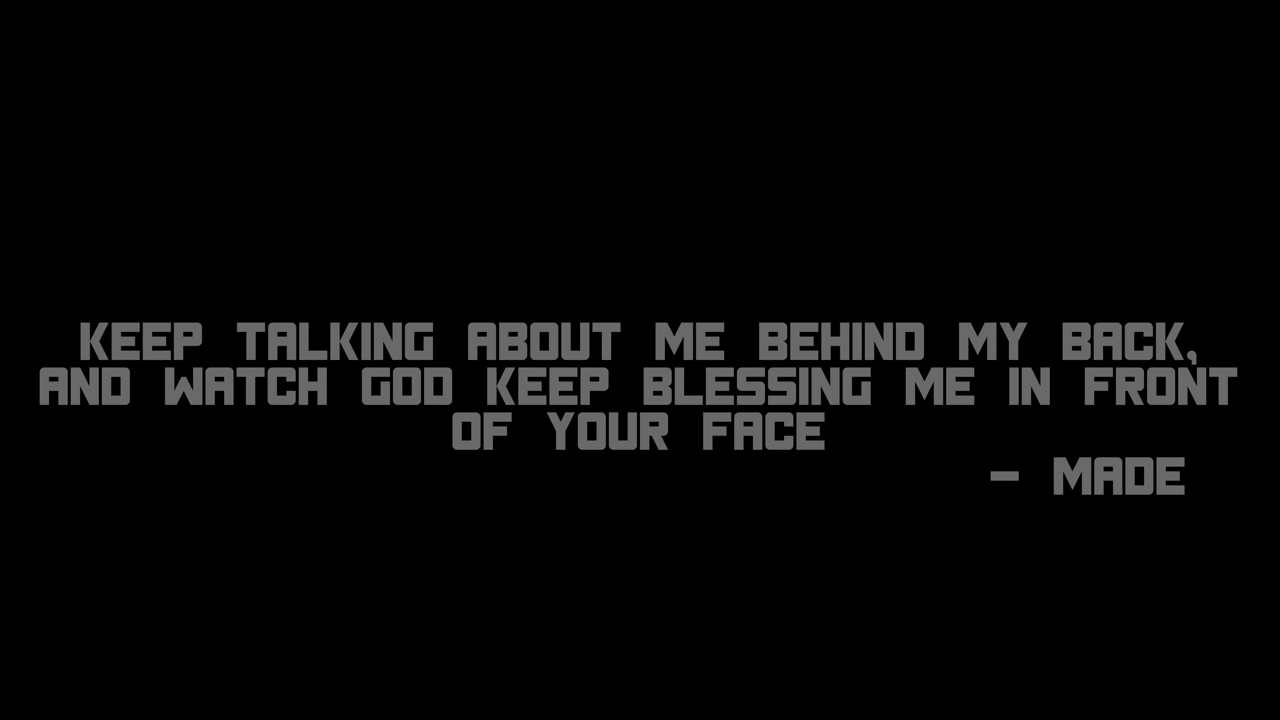 KEEP TALKING ABOUT ME BEHIND MY BACK,
AND WATCH GOD KEEP BLESSING ME IN FRONT
OF YOUR FACE
- MADE